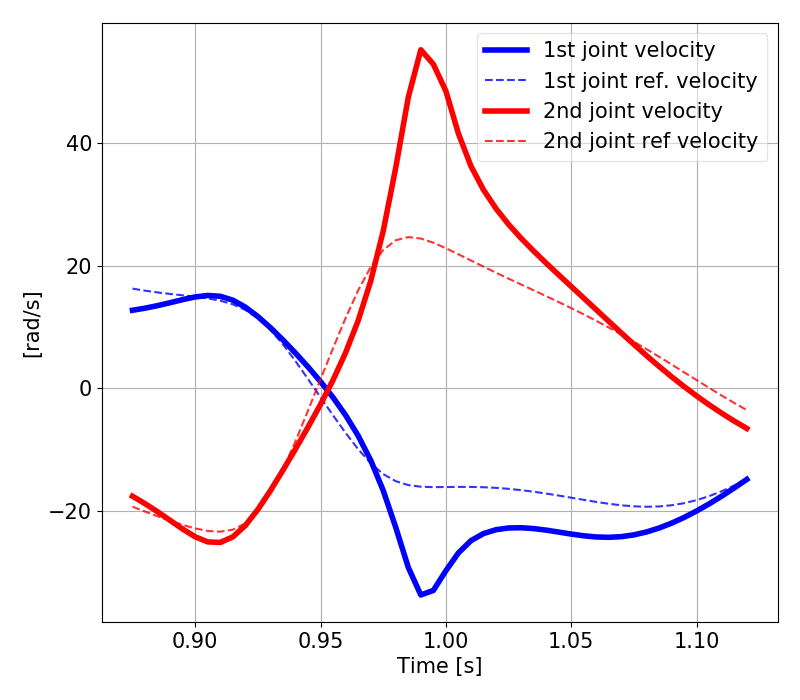 1st joint velocity
1st joint ref. velocity
2nd joint velocity
2nd joint ref velocity
[rad/s]
40
20
0
−20
0.90 0.95 1.00 1.05 1.10
Time [s]